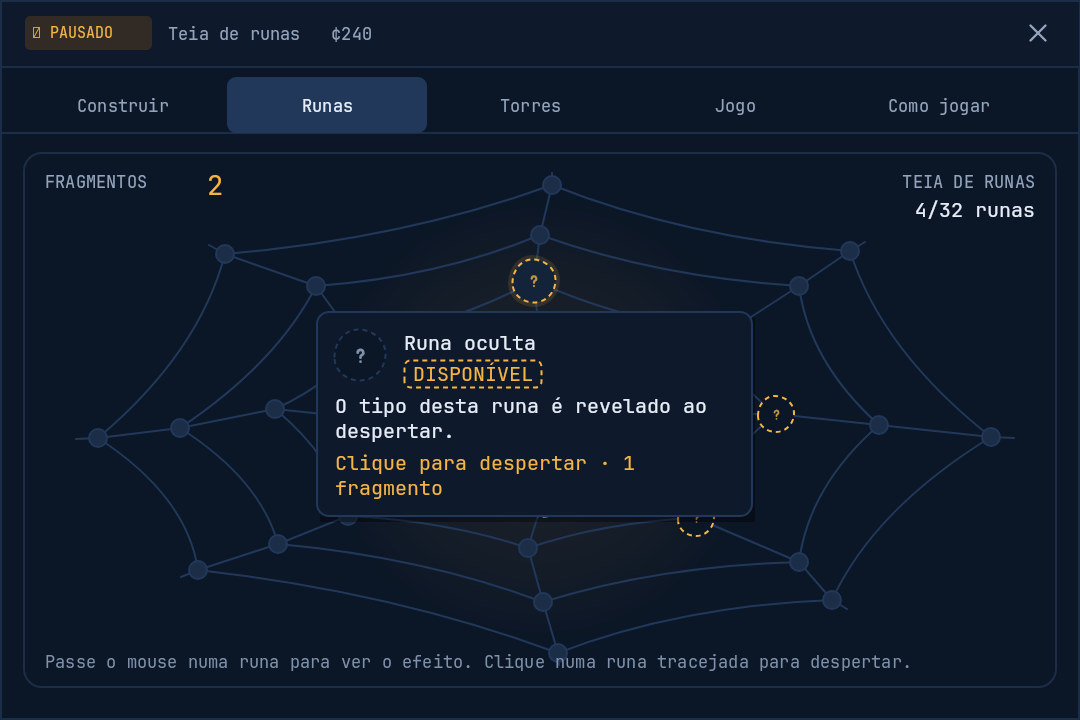 PAUSADO Teia de runas ₵240
Construir Runas Torres Jogo Como jogar
FRAGMENTOS 2
TEIA DE RUNAS
4/32 runas
?
? Runa oculta
DISPONÍVEL
O tipo desta runa é revelado ao
despertar.
Clique para despertar · 1
fragmento
?
?
Passe o mouse numa runa para ver o efeito. Clique numa runa tracejada para despertar.